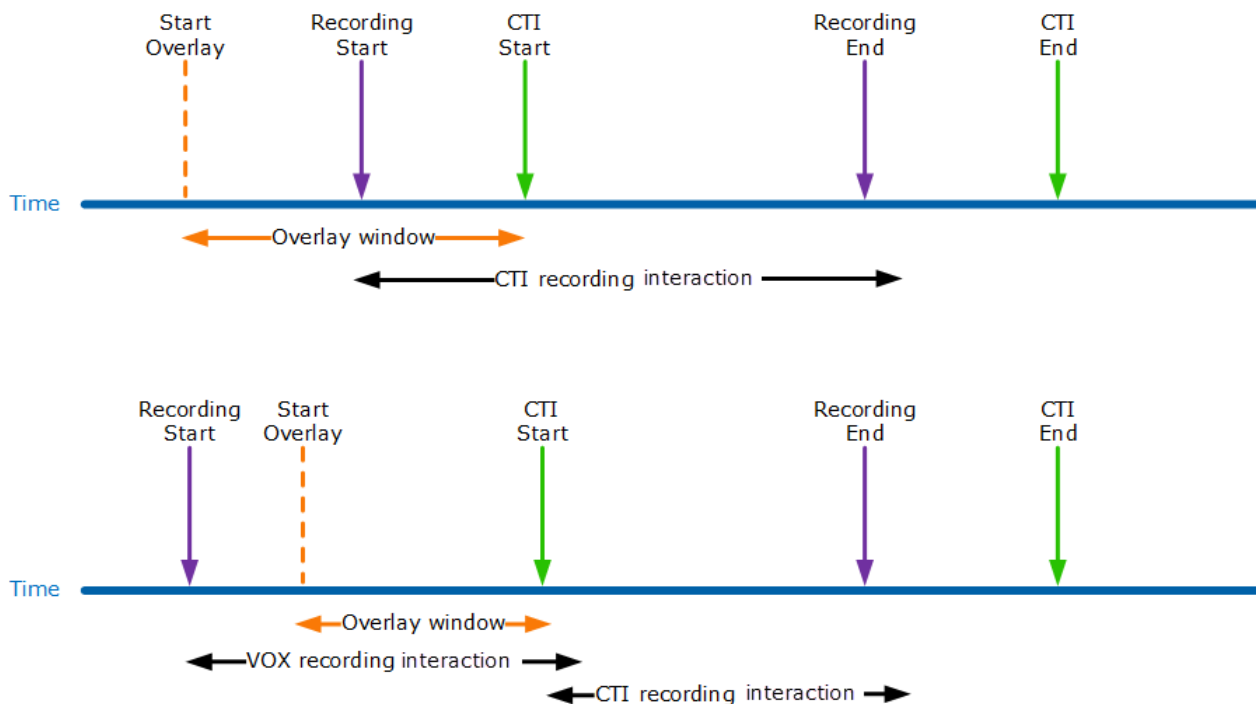 Start
Overlay
Recording
Start
CTI
Start
Recording
End
CTI
End
Time
Overlay window
CTI recording interaction
Recording
Start
Start
Overlay
CTI
Start
Recording
End
CTI
End
Time
Overlay window
VOX recording interaction
CTI recording interaction